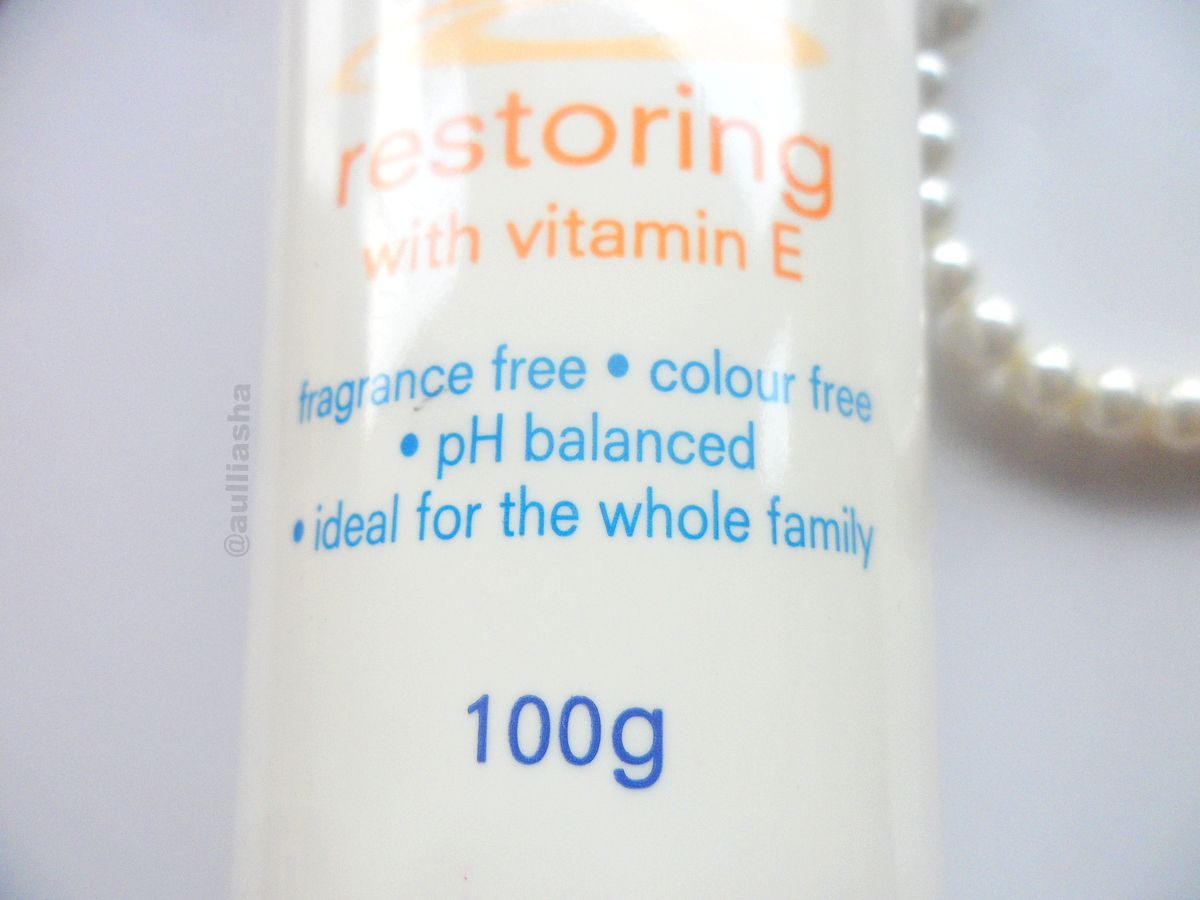 restoring
with vitamin E
fragrance free • colour free
• pH balanced
• ideal for the whole family
100g
@aulliasha